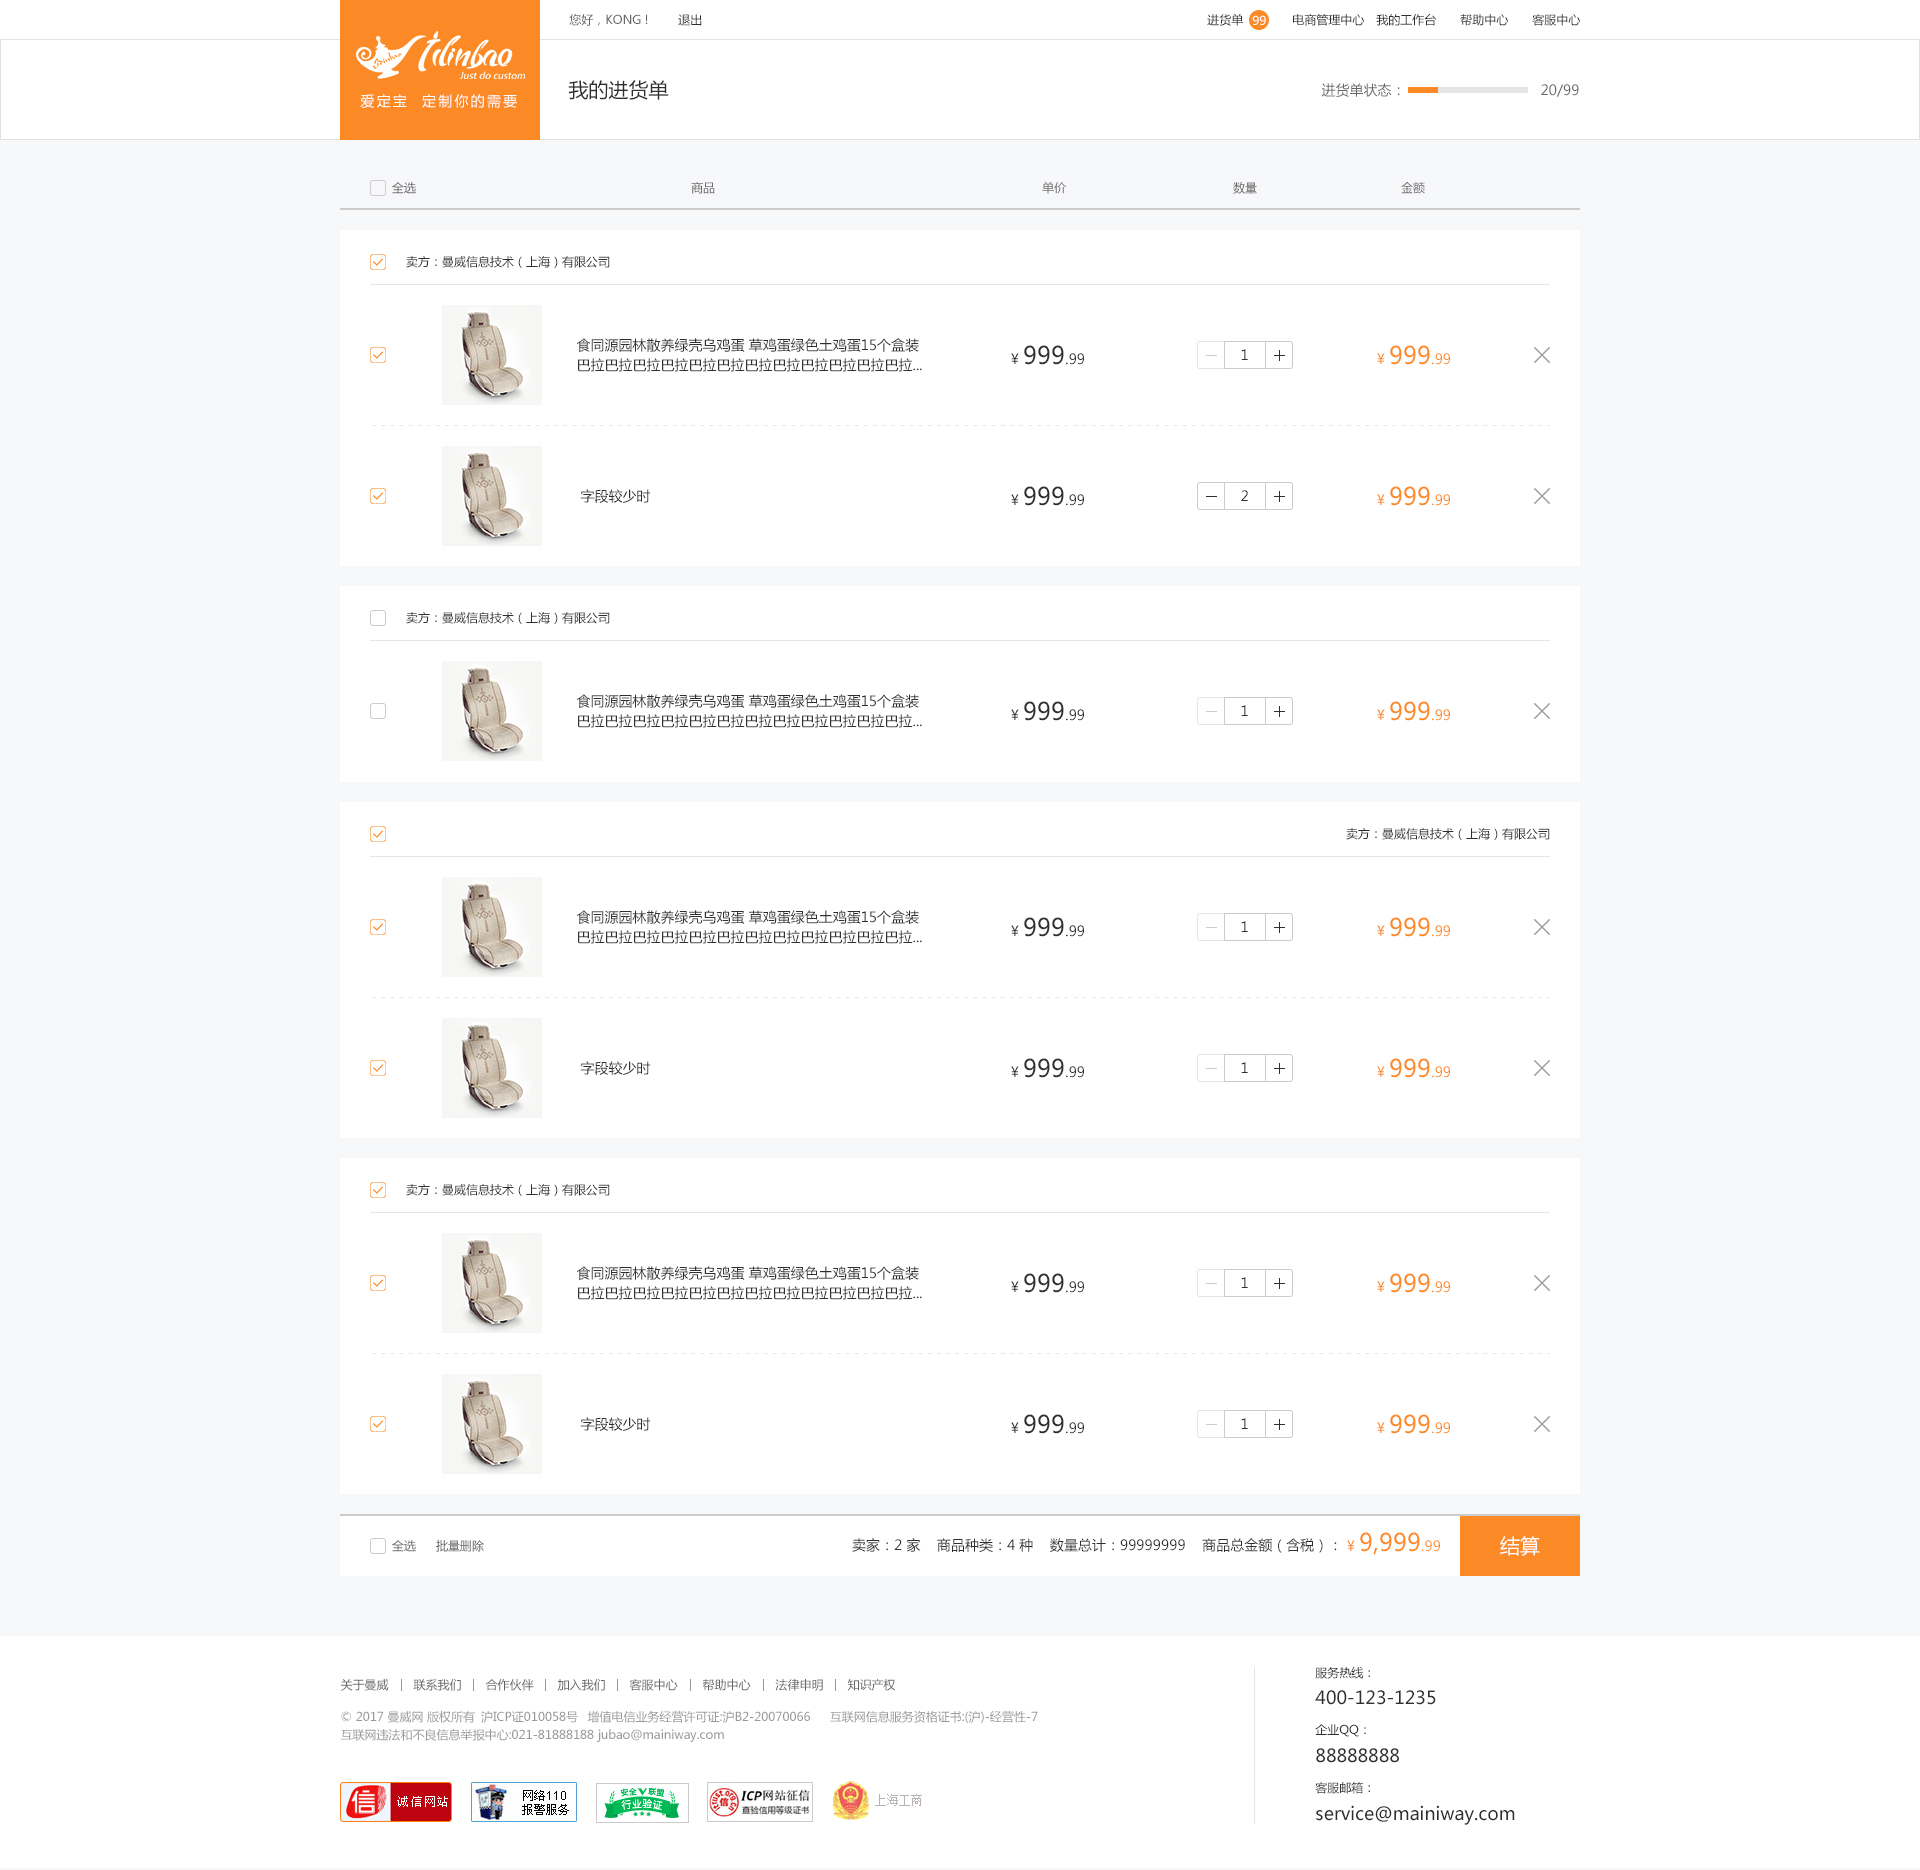 您好，KONG！ 退出 进货单 99 电商管理中心 我的工作台 帮助中心 客服中心
Tilinbao
Just do custom
爱定宝 定制你的需要
我的进货单
进货单状态： 20/99
全选 商品 单价 数量 金额
卖方：曼威信息技术（上海）有限公司
食同源园林散养绿壳乌鸡蛋 草鸡蛋绿色土鸡蛋15个盒装
巴拉巴拉巴拉巴拉巴拉巴拉巴拉巴拉巴拉巴拉巴拉巴拉...
¥ 999.99 1 ¥ 999.99
字段较少时 ¥ 999.99 2 ¥ 999.99
卖方：曼威信息技术（上海）有限公司
食同源园林散养绿壳乌鸡蛋 草鸡蛋绿色土鸡蛋15个盒装
巴拉巴拉巴拉巴拉巴拉巴拉巴拉巴拉巴拉巴拉巴拉巴拉...
¥ 999.99 1 ¥ 999.99
卖方：曼威信息技术（上海）有限公司
食同源园林散养绿壳乌鸡蛋 草鸡蛋绿色土鸡蛋15个盒装
巴拉巴拉巴拉巴拉巴拉巴拉巴拉巴拉巴拉巴拉巴拉巴拉...
¥ 999.99 1 ¥ 999.99
字段较少时 ¥ 999.99 1 ¥ 999.99
卖方：曼威信息技术（上海）有限公司
食同源园林散养绿壳乌鸡蛋 草鸡蛋绿色土鸡蛋15个盒装
巴拉巴拉巴拉巴拉巴拉巴拉巴拉巴拉巴拉巴拉巴拉巴拉...
¥ 999.99 1 ¥ 999.99
字段较少时 ¥ 999.99 1 ¥ 999.99
全选 批量删除 卖家：2 家 商品种类：4 种 数量总计：99999999 商品总金额（含税）： ¥ 9,999.99 结算
关于曼威 | 联系我们 | 合作伙伴 | 加入我们 | 客服中心 | 帮助中心 | 法律申明 | 知识产权
© 2017 曼威网 版权所有 沪ICP证010058号 增值电信业务经营许可证:沪B2-20070066 互联网信息服务资格证书:(沪)-经营性-7
互联网违法和不良信息举报中心:021-81888188 jubao@mainiway.com
信 诚信网站
网络110
报警服务
安全V联盟
行业验证
信 ICP网站征信
直验信用等级证书
上海工商
服务热线：
400-123-1235
企业QQ：
88888888
客服邮箱：
service@mainiway.com